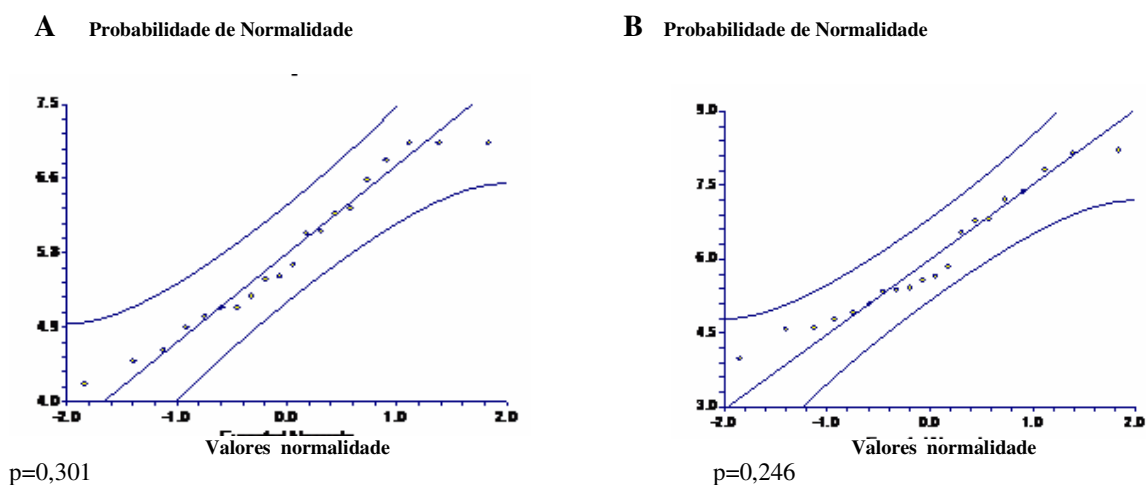 A Probabilidade de Normalidade
7.5
6.6
5.8
4.9
4.0
-2.0 -1.0 0.0 1.0 2.0
Valores normalidade
p=0,301
B Probabilidade de Normalidade
9.0
7.5
6.0
4.5
3.0
-2.0 -1.0 0.0 1.0 2.0
Valores normalidade
p=0,246